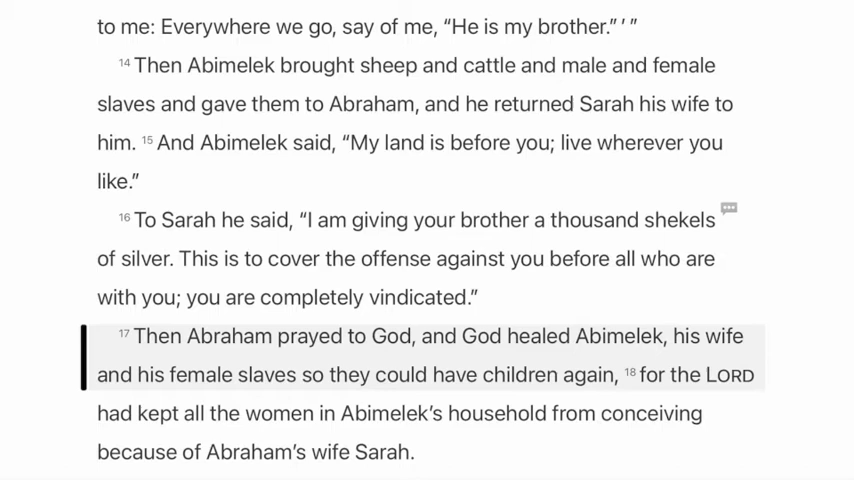 to me: Everywhere we go, say of me, “He is my brother.” ’ ”
14 Then Abimelek brought sheep and cattle and male and female
slaves and gave them to Abraham, and he returned Sarah his wife to
him. 15 And Abimelek said, “My land is before you; live wherever you
like.”
16 To Sarah he said, “I am giving your brother a thousand shekels
of silver. This is to cover the offense against you before all who are
with you; you are completely vindicated.”
17 Then Abraham prayed to God, and God healed Abimelek, his wife
and his female slaves so they could have children again, 18 for the LORD
had kept all the women in Abimelek’s household from conceiving
because of Abraham’s wife Sarah.